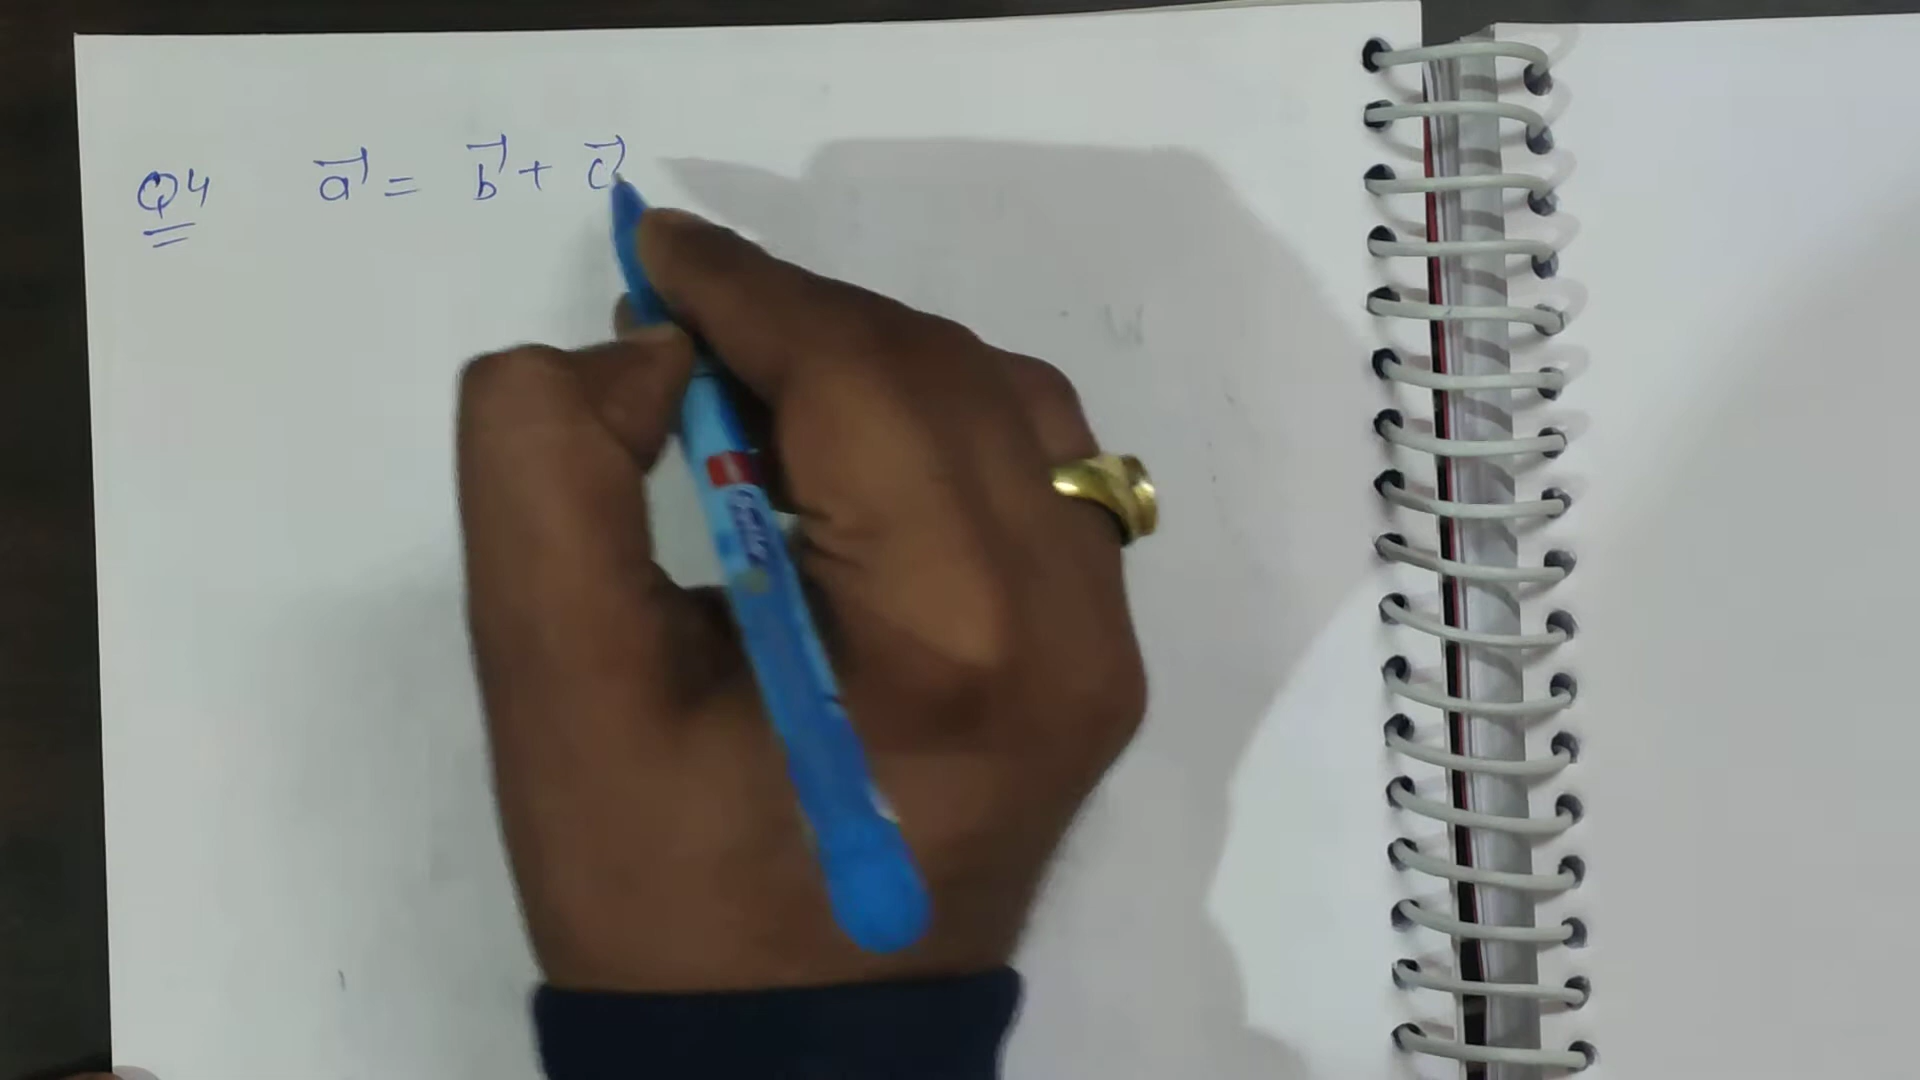 Q4 a⃗ = b⃗ + c⃗